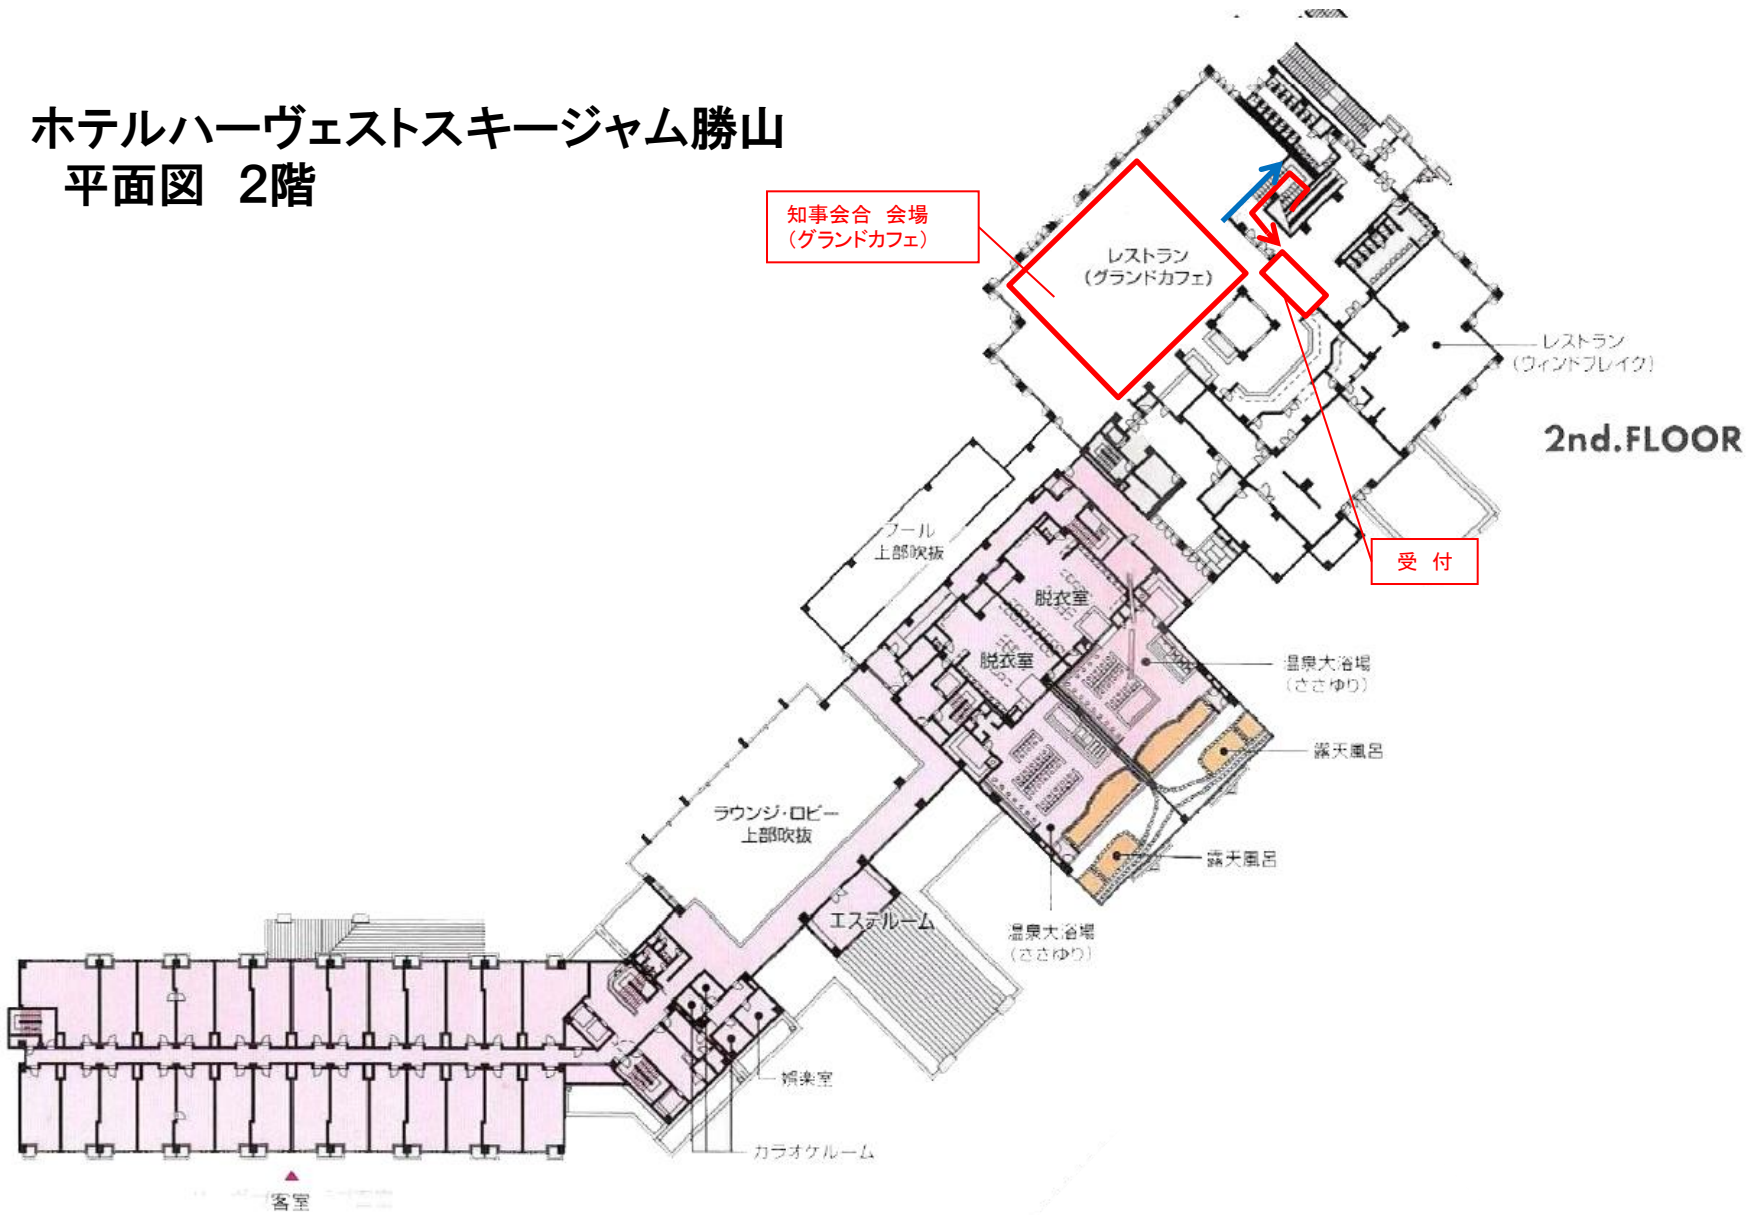 ホテルハーヴェストスキージャム勝山
平面図 2階
知事会合 会場
(グランドカフェ)
レストラン
(グランドカフェ)
レストラン
(ウィンドブレイク)
2nd.FLOOR
プール
上部吹抜
受 付
脱衣室
脱衣室
温泉大浴場
(ささゆり)
露天風呂
ラウンジ・ロビー
上部吹抜
露天風呂
エステルーム
温泉大浴場
(ささゆり)
娯楽室
カラオケルーム
客室